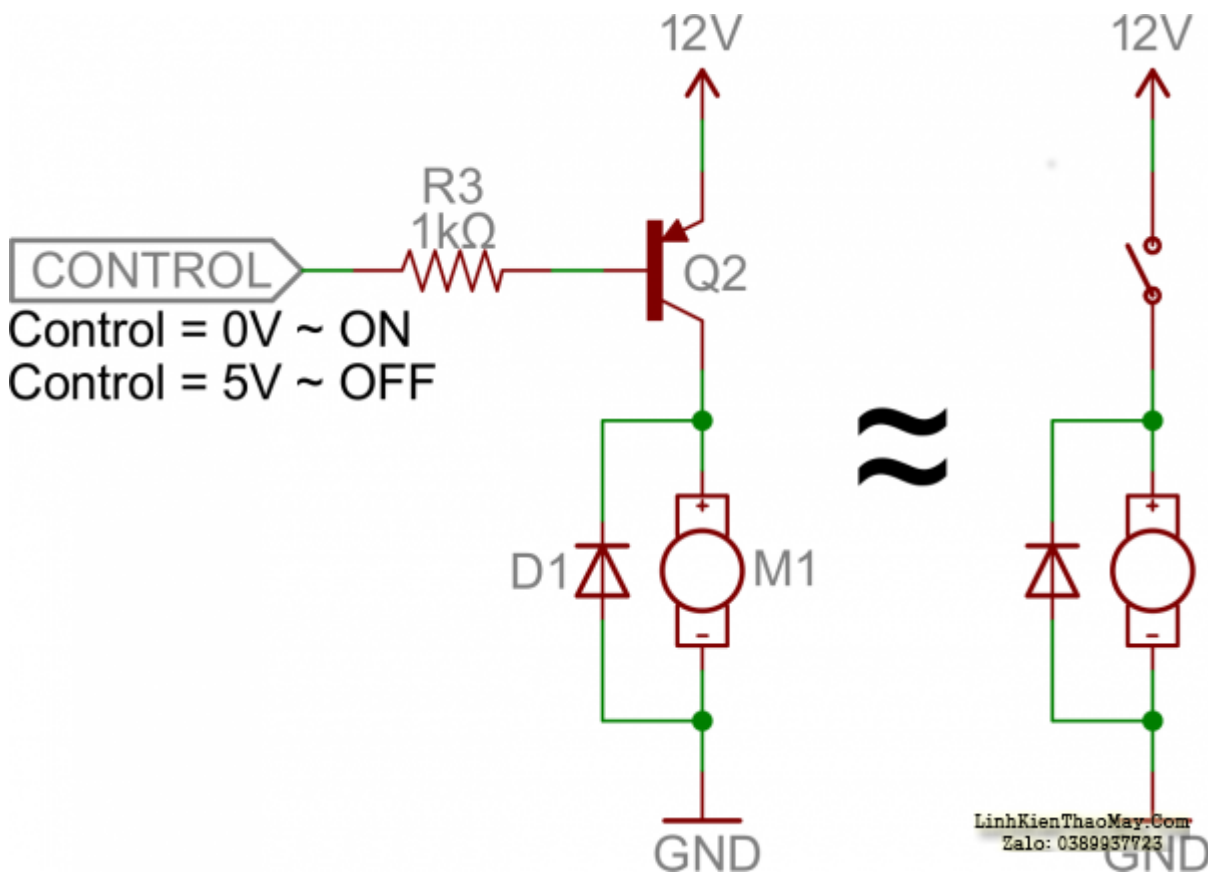 12V
12V
R3
1kΩ
CONTROL
Q2
Control = 0V ~ ON
Control = 5V ~ OFF
≈
+
+
D1
M1
-
-
LinhKienThaoMay.Com
Zalo: 0389937723
GND
GND